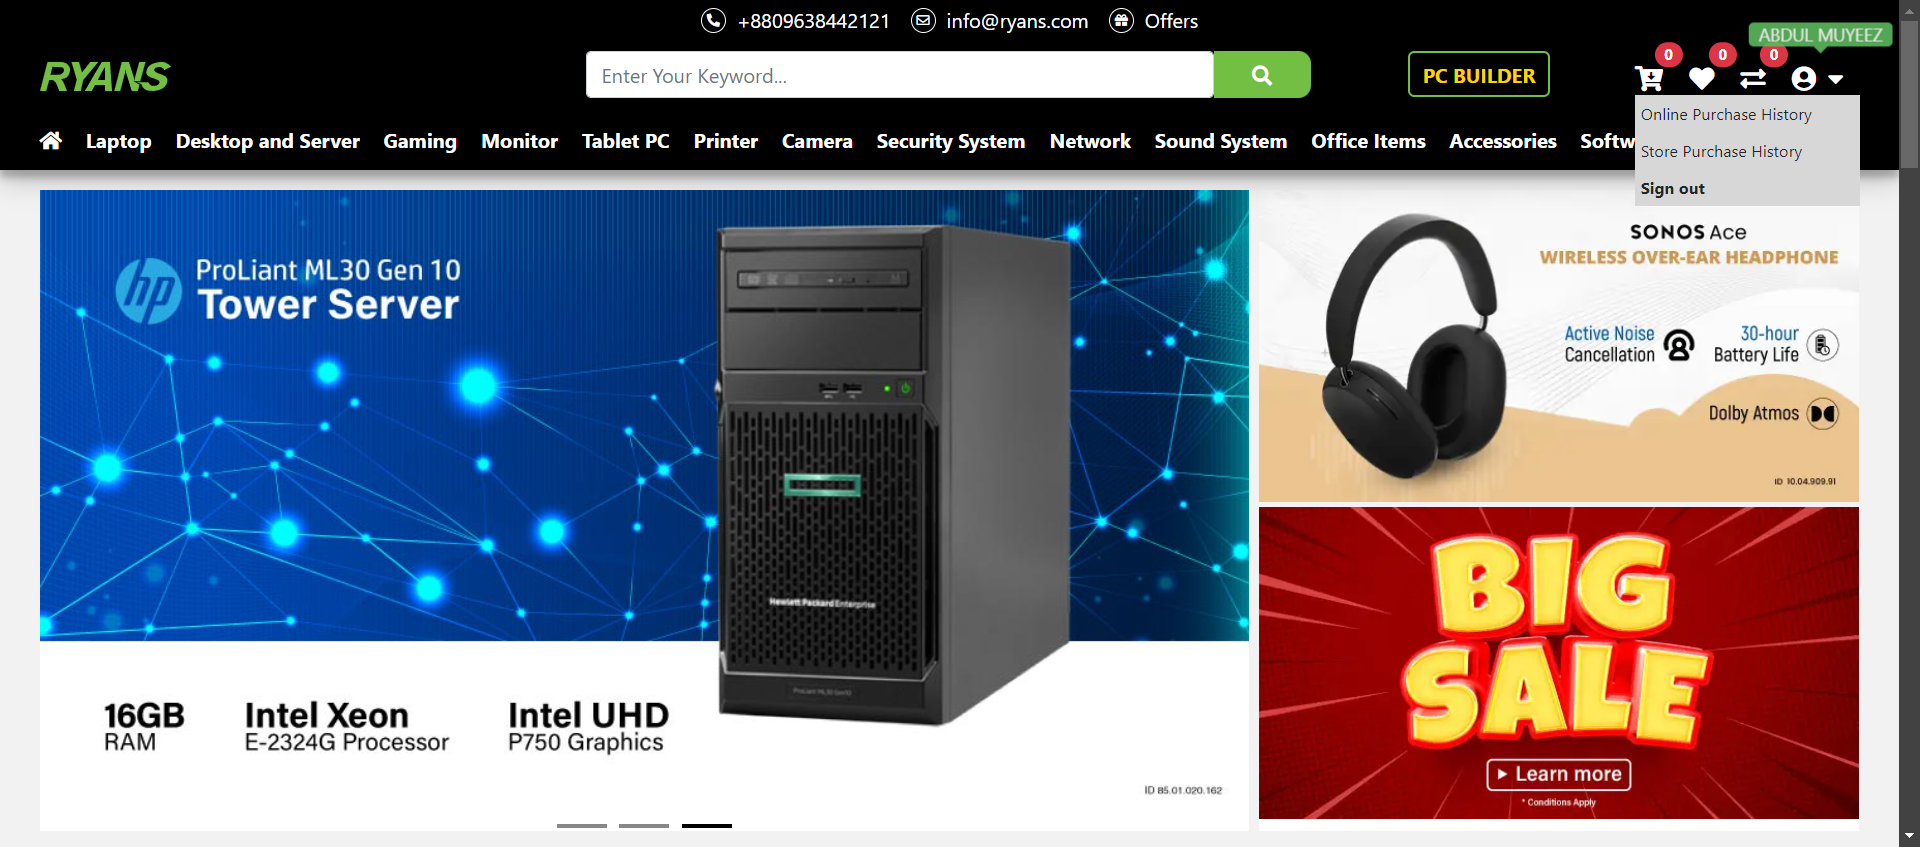 +8809638442121 info@ryans.com Offers
ABDUL MUYEEZ
RYANS
Enter Your Keyword...
PC BUILDER
0 0 0
Online Purchase History
Store Purchase History
Sign out
Laptop Desktop and Server Gaming Monitor Tablet PC Printer Camera Security System Network Sound System Office Items Accessories Softw
hp
ProLiant ML30 Gen 10
Tower Server
Hewlett Packard Enterprise
ProLiant ML30 Gen10
16GB
RAM
Intel Xeon
E-2324G Processor
Intel UHD
P750 Graphics
ID 85.01.020.162
SONOS Ace
WIRELESS OVER-EAR HEADPHONE
Active Noise
Cancellation
30-hour
Battery Life
Dolby Atmos
ID 10.04.909.91
BIG
SALE
Learn more
* Conditions Apply